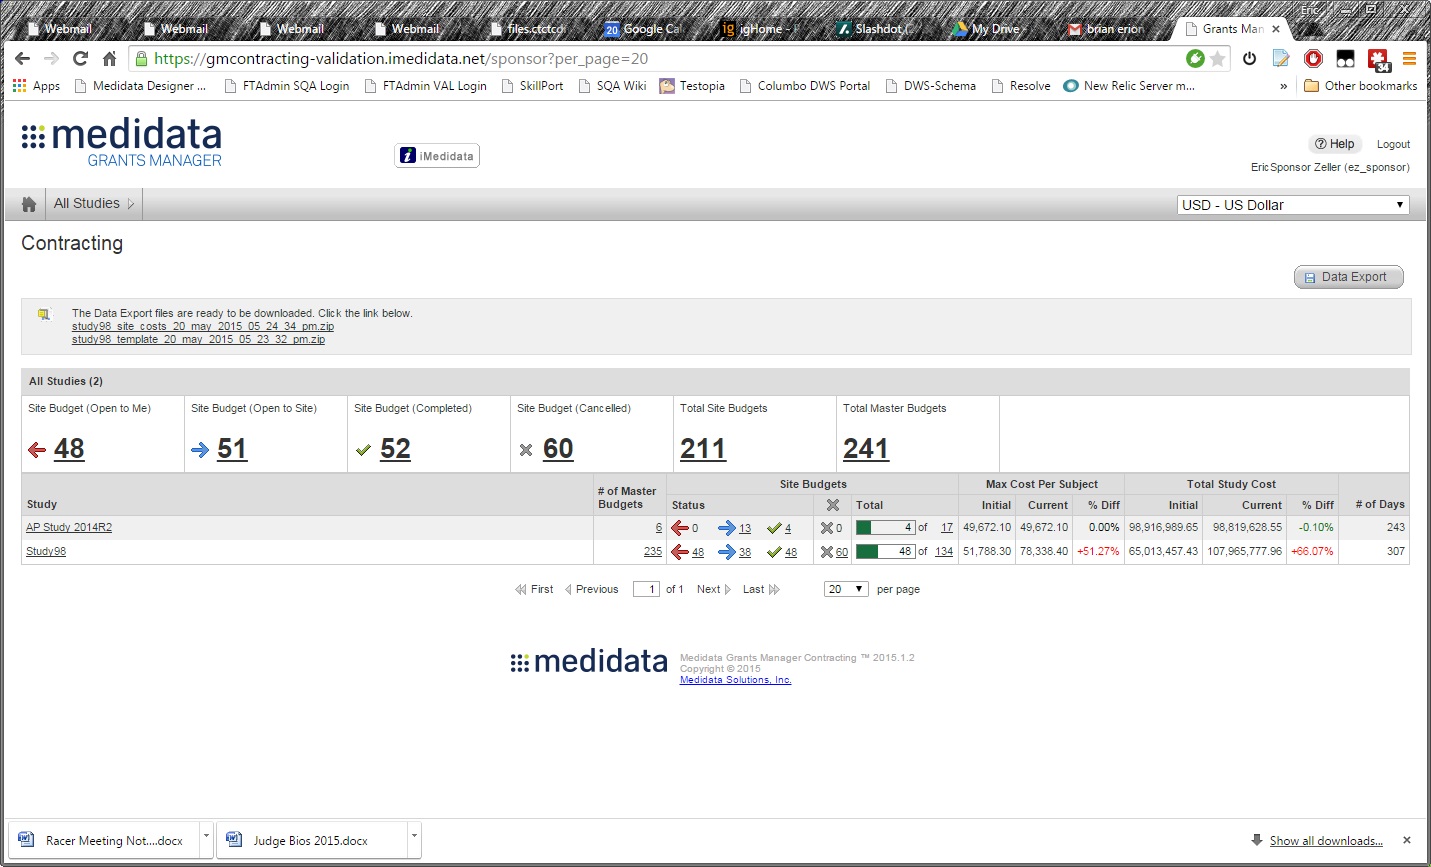 Eric
Webmail
Webmail
Webmail
Webmail
files.ctctcdn
20 Google Cal
ig igHome -
Slashdot
My Drive -
brian erion
Grants Man
https://gmcontracting-validation.imedidata.net/sponsor?per_page=20
34
Apps Medidata Designer ... FTAdmin SQA Login FTAdmin VAL Login SkillPort SQA Wiki Testopia Columbo DWS Portal DWS-Schema Resolve New Relic Server m... » Other bookmarks
medidata
GRANTS MANAGER
iMedidata
? Help Logout
EricSponsor Zeller (ez_sponsor)
All Studies
USD - US Dollar
Contracting
Data Export
The Data Export files are ready to be downloaded. Click the link below.
study98_site_costs_20_may_2015_05_24_34_pm.zip
study98_template_20_may_2015_05_23_32_pm.zip
All Studies (2)
Site Budget (Open to Me) Site Budget (Open to Site) Site Budget (Completed) Site Budget (Cancelled) Total Site Budgets Total Master Budgets
48 51 52 60 211 241
Study # of Master Budgets Site Budgets Max Cost Per Subject Total Study Cost # of Days
Status Total Initial Current % Diff Initial Current % Diff
AP Study 2014R2 6 0 13 4 0 4 of 17 49,672.10 49,672.10 0.00% 98,916,989.65 98,819,628.55 -0.10% 243
Study98 235 48 38 48 60 48 of 134 51,788.30 78,338.40 +51.27% 65,013,457.43 107,965,777.96 +66.07% 307
First Previous 1 of 1 Next Last 20 per page
medidata
Medidata Grants Manager Contracting ™ 2015.1.2
Copyright © 2015
Medidata Solutions, Inc.
Racer Meeting Not....docx
Judge Bios 2015.docx
Show all downloads...